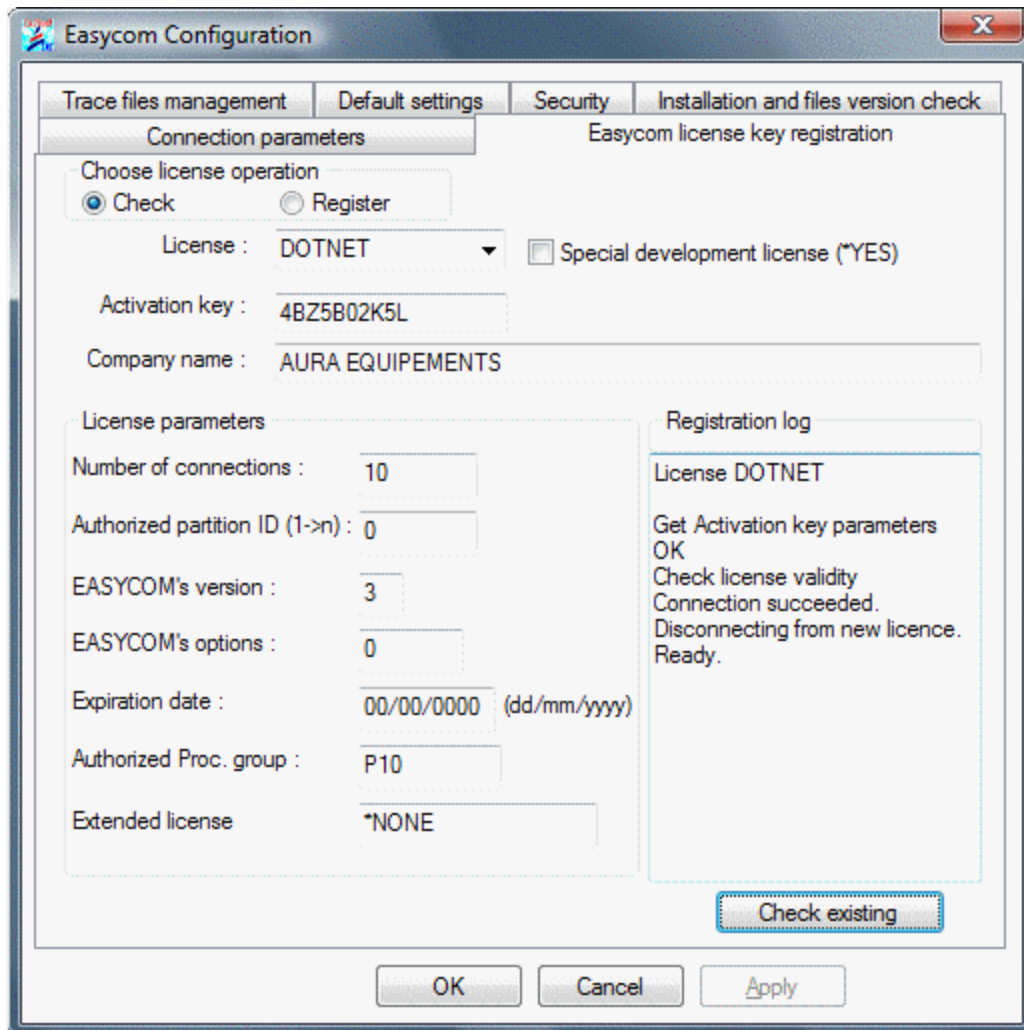 Easycom Configuration
Trace files management Default settings Security Installation and files version check
Connection parameters Easycom license key registration
Choose license operation
Check Register
License : DOTNET Special development license (*YES)
Activation key : 4BZ5B02K5L
Company name : AURA EQUIPEMENTS
License parameters
Number of connections : 10
Authorized partition ID (1->n) : 0
EASYCOM's version : 3
EASYCOM's options : 0
Expiration date : 00/00/0000 (dd/mm/yyyy)
Authorized Proc. group : P10
Extended license *NONE
Registration log
License DOTNET
Get Activation key parameters
OK
Check license validity
Connection succeeded.
Disconnecting from new licence.
Ready.
Check existing
OK Cancel Apply